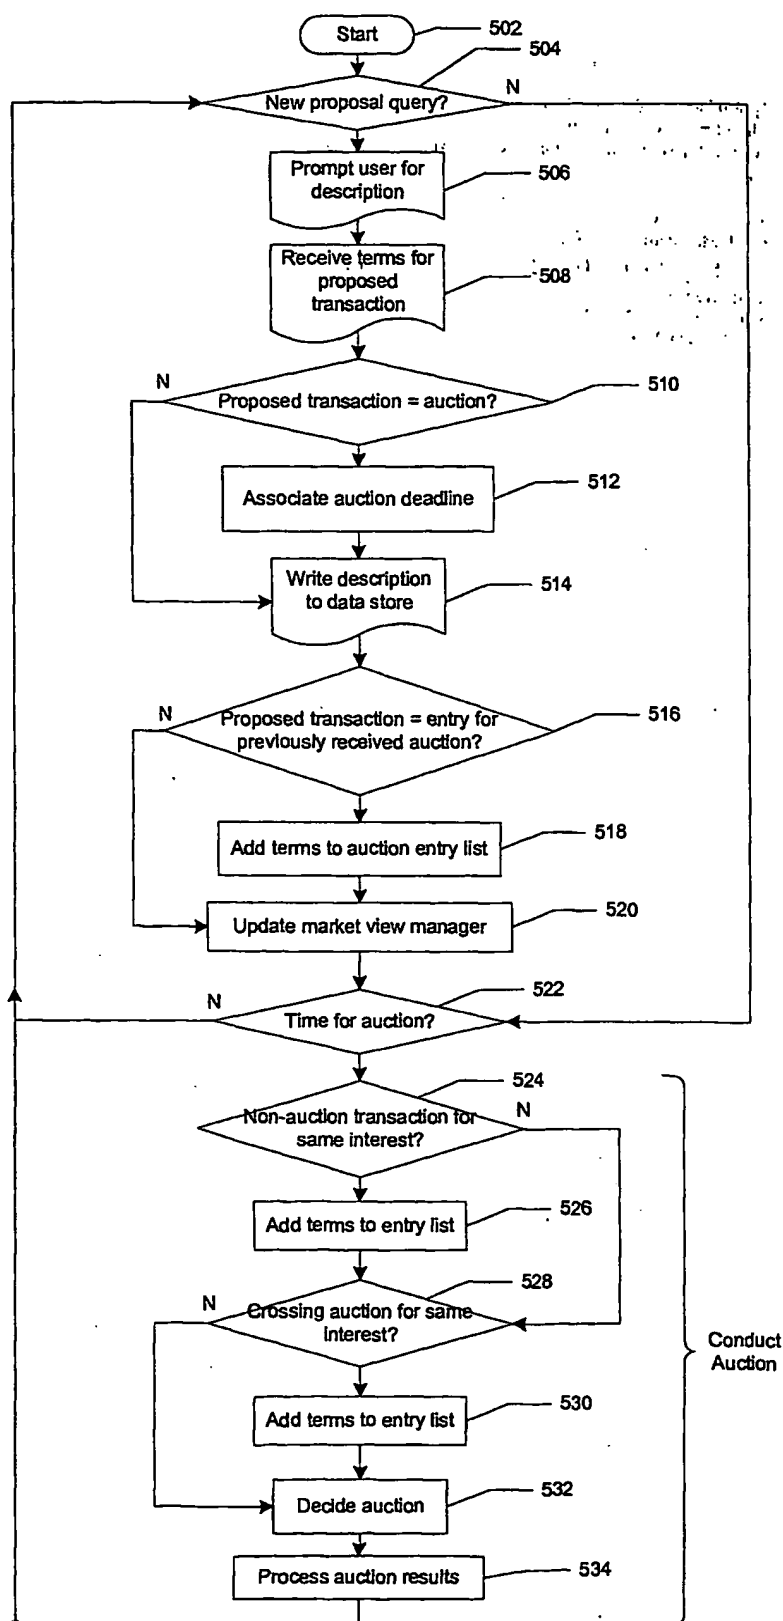 Start
502
504
New proposal query?
N
Prompt user for
description
506
Receive terms for
proposed
transaction
508
N
Proposed transaction = auction?
510
Associate auction deadline
512
Write description
to data store
514
N
Proposed transaction = entry for
previously received auction?
516
Add terms to auction entry list
518
Update market view manager
520
N
522
Time for auction?
524
Non-auction transaction for
same interest?
N
Add terms to entry list
526
N
528
Crossing auction for same
interest?
Conduct
Auction
Add terms to entry list
530
Decide auction
532
Process auction results
534